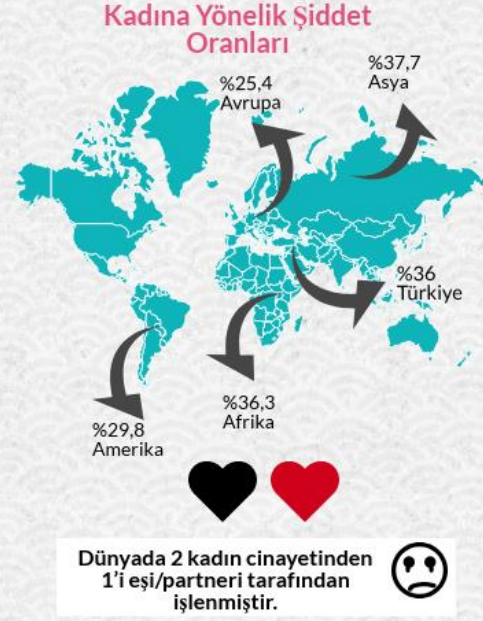 Kadına Yönelik Şiddet
Oranları
%37,7
Asya
%25,4
Avrupa
%36
Türkiye
%36,3
Afrika
%29,8
Amerika
Dünyada 2 kadın cinayetinden
1'i eşi/partneri tarafından
işlenmiştir.